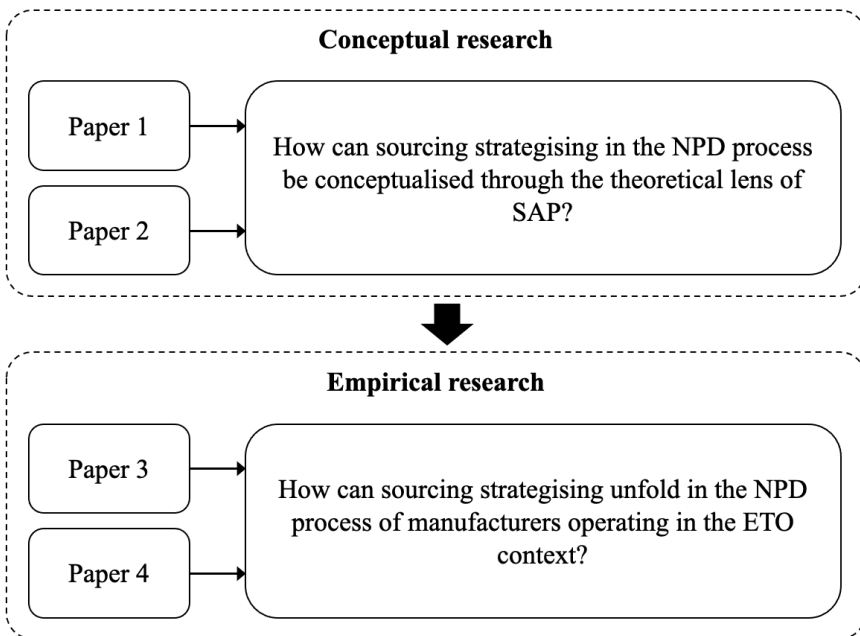 Conceptual research
Paper 1
Paper 2
How can sourcing strategising in the NPD process
be conceptualised through the theoretical lens of
SAP?
Empirical research
Paper 3
Paper 4
How can sourcing strategising unfold in the NPD
process of manufacturers operating in the ETO
context?